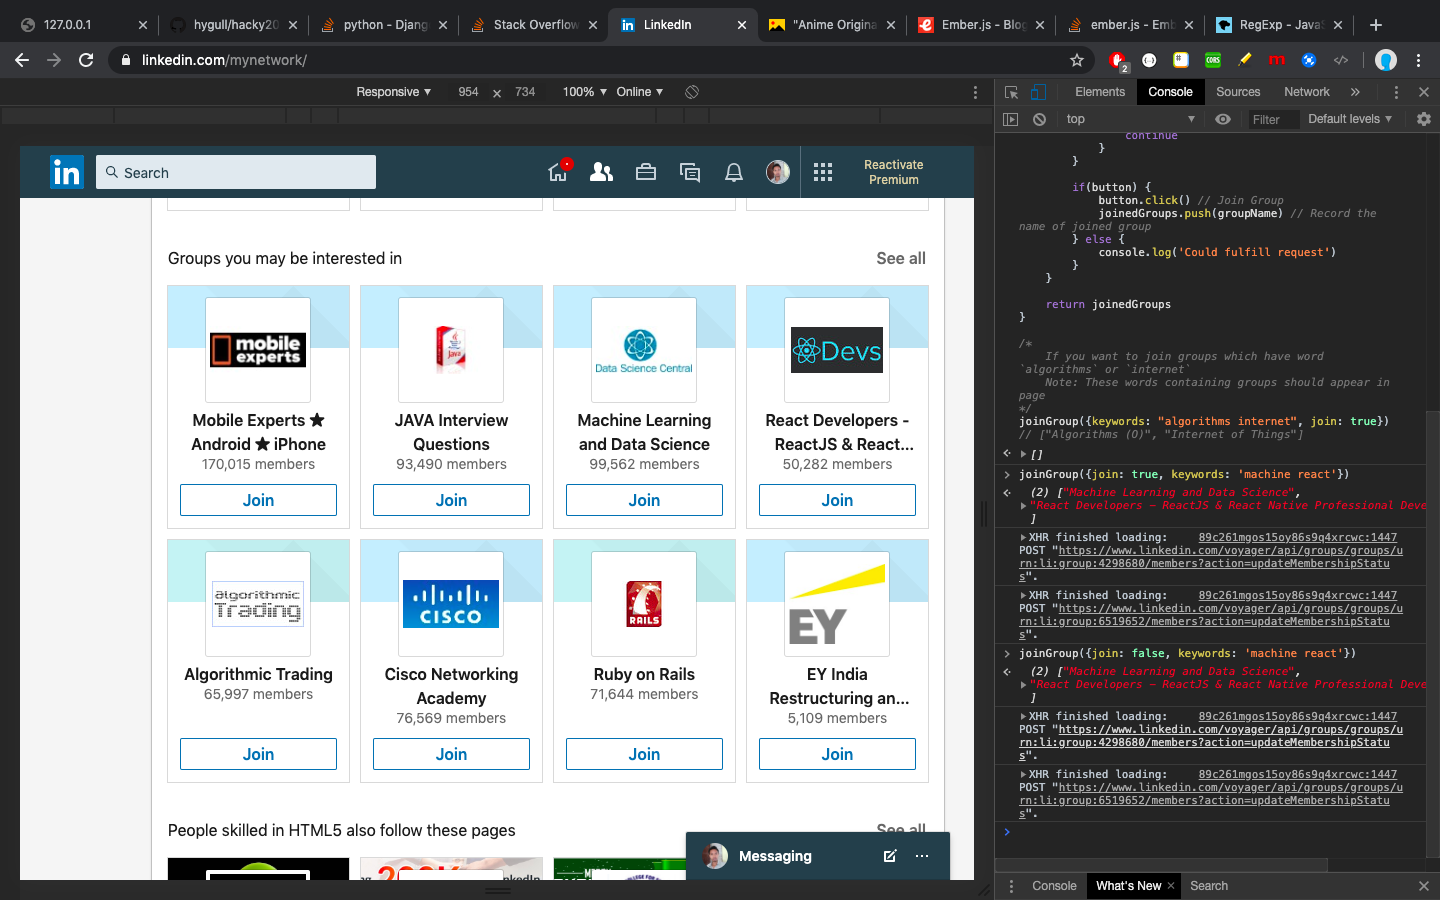 127.0.0.1
hygull/hacky20
python - Djang
Stack Overflow
LinkedIn
"Anime Origina
Ember.js - Blog
ember.js - Emb
RegExp - JavaS
linkedin.com/mynetwork/
2
Responsive
954 x 734
100%
Online
Search
Reactivate
Premium
Groups you may be interested in
See all
mobile
experts
Java
Data Science Central
Devs
Mobile Experts ★
Android ★ iPhone
170,015 members
Join
JAVA Interview
Questions
93,490 members
Join
Machine Learning
and Data Science
99,562 members
Join
React Developers -
ReactJS & React...
50,282 members
Join
algorithmic
Trading
CISCO
RAILS
EY
Algorithmic Trading
65,997 members
Join
Cisco Networking
Academy
76,569 members
Join
Ruby on Rails
71,644 members
Join
EY India
Restructuring an...
5,109 members
Join
People skilled in HTML5 also follow these pages
See all
Messaging
Elements
Console
Sources
Network
top
Filter
Default levels
continue
}
}
if(button) {
button.click() // Join Group
joinedGroups.push(groupName) // Record the
name of joined group
} else {
console.log('Could fulfill request')
}
}
return joinedGroups
}
/*
If you want to join groups which have word
`algorithms` or `internet`
Note: These words containing groups should appear in
page
*/
joinGroup({keywords: "algorithms internet", join: true})
// ["Algorithms (O)", "Internet of Things"]
[]
joinGroup({join: true, keywords: 'machine react'})
(2) ["Machine Learning and Data Science",
"React Developers – ReactJS & React Native Professional Deve
]
XHR finished loading: 89c261mgos15oy86s9q4xrcwc:1447
POST "https://www.linkedin.com/voyager/api/groups/groups/u
rn:li:group:4298680/members?action=updateMembershipStatu
s".
XHR finished loading: 89c261mgos15oy86s9q4xrcwc:1447
POST "https://www.linkedin.com/voyager/api/groups/groups/u
rn:li:group:6519652/members?action=updateMembershipStatu
s".
joinGroup({join: false, keywords: 'machine react'})
(2) ["Machine Learning and Data Science",
"React Developers – ReactJS & React Native Professional Deve
]
XHR finished loading: 89c261mgos15oy86s9q4xrcwc:1447
POST "https://www.linkedin.com/voyager/api/groups/groups/u
rn:li:group:4298680/members?action=updateMembershipStatu
s".
XHR finished loading: 89c261mgos15oy86s9q4xrcwc:1447
POST "https://www.linkedin.com/voyager/api/groups/groups/u
rn:li:group:6519652/members?action=updateMembershipStatu
s".
Console
What's New
Search